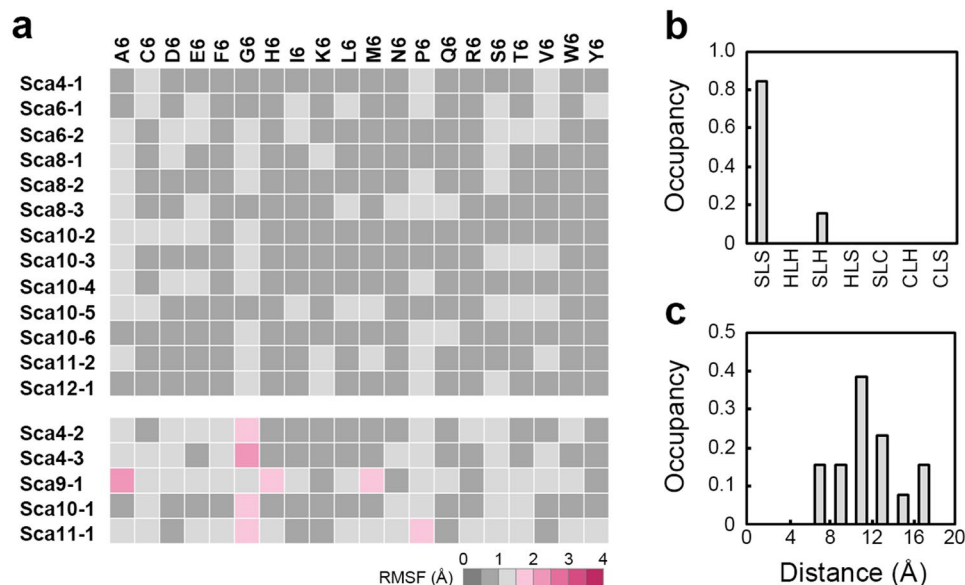 a
A6 C6 D6 E6 F6 G6 H6 I6 K6 L6 M6 N6 P6 Q6 R6 S6 T6 V6 W6 Y6
Sca4-1
Sca6-1
Sca6-2
Sca8-1
Sca8-2
Sca8-3
Sca10-2
Sca10-3
Sca10-4
Sca10-5
Sca10-6
Sca11-2
Sca12-1
Sca4-2
Sca4-3
Sca9-1
Sca10-1
Sca11-1
0 1 2 3 4
RMSF (Å)
b
1.0
0.8
0.6
0.4
0.2
0
Occupancy
SLS HLH SLH HLS SLC CLH CLS
c
0.5
0.4
0.3
0.2
0.1
0
Occupancy
0 4 8 12 16 20
Distance (Å)